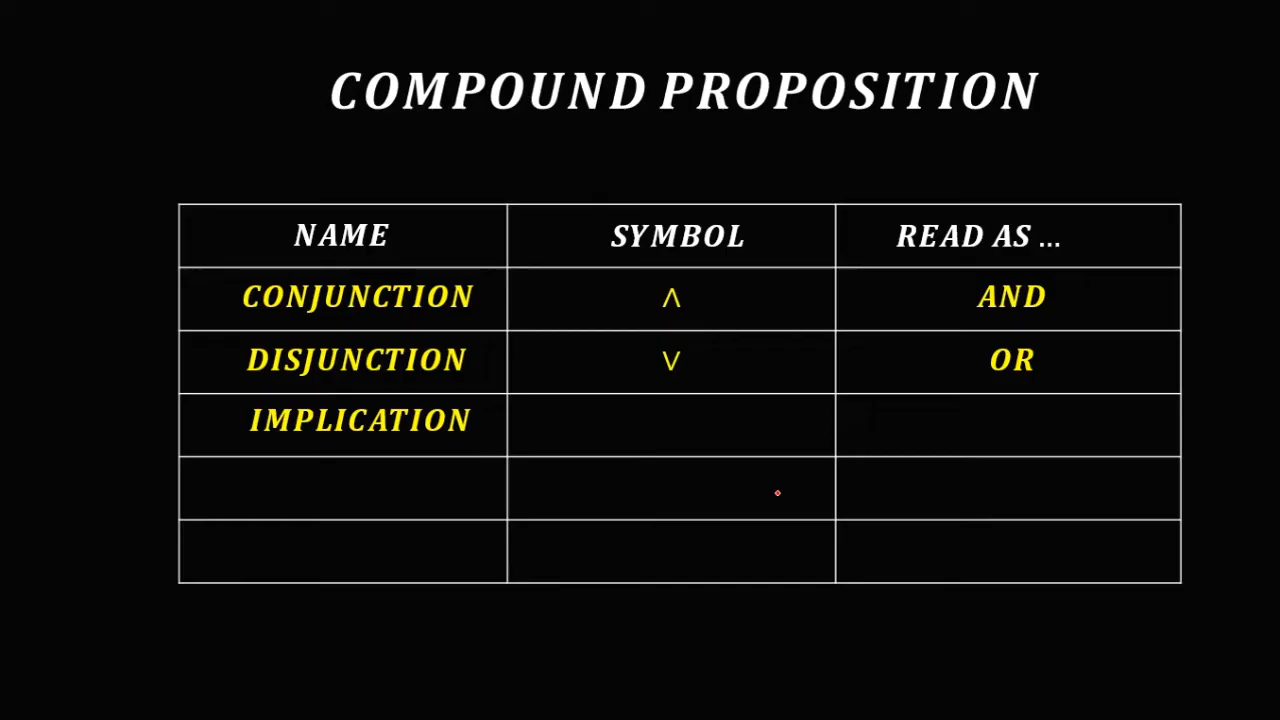 COMPOUND PROPOSITION
NAME SYMBOL READ AS ...
CONJUNCTION ∧ AND
DISJUNCTION ∨ OR
IMPLICATION